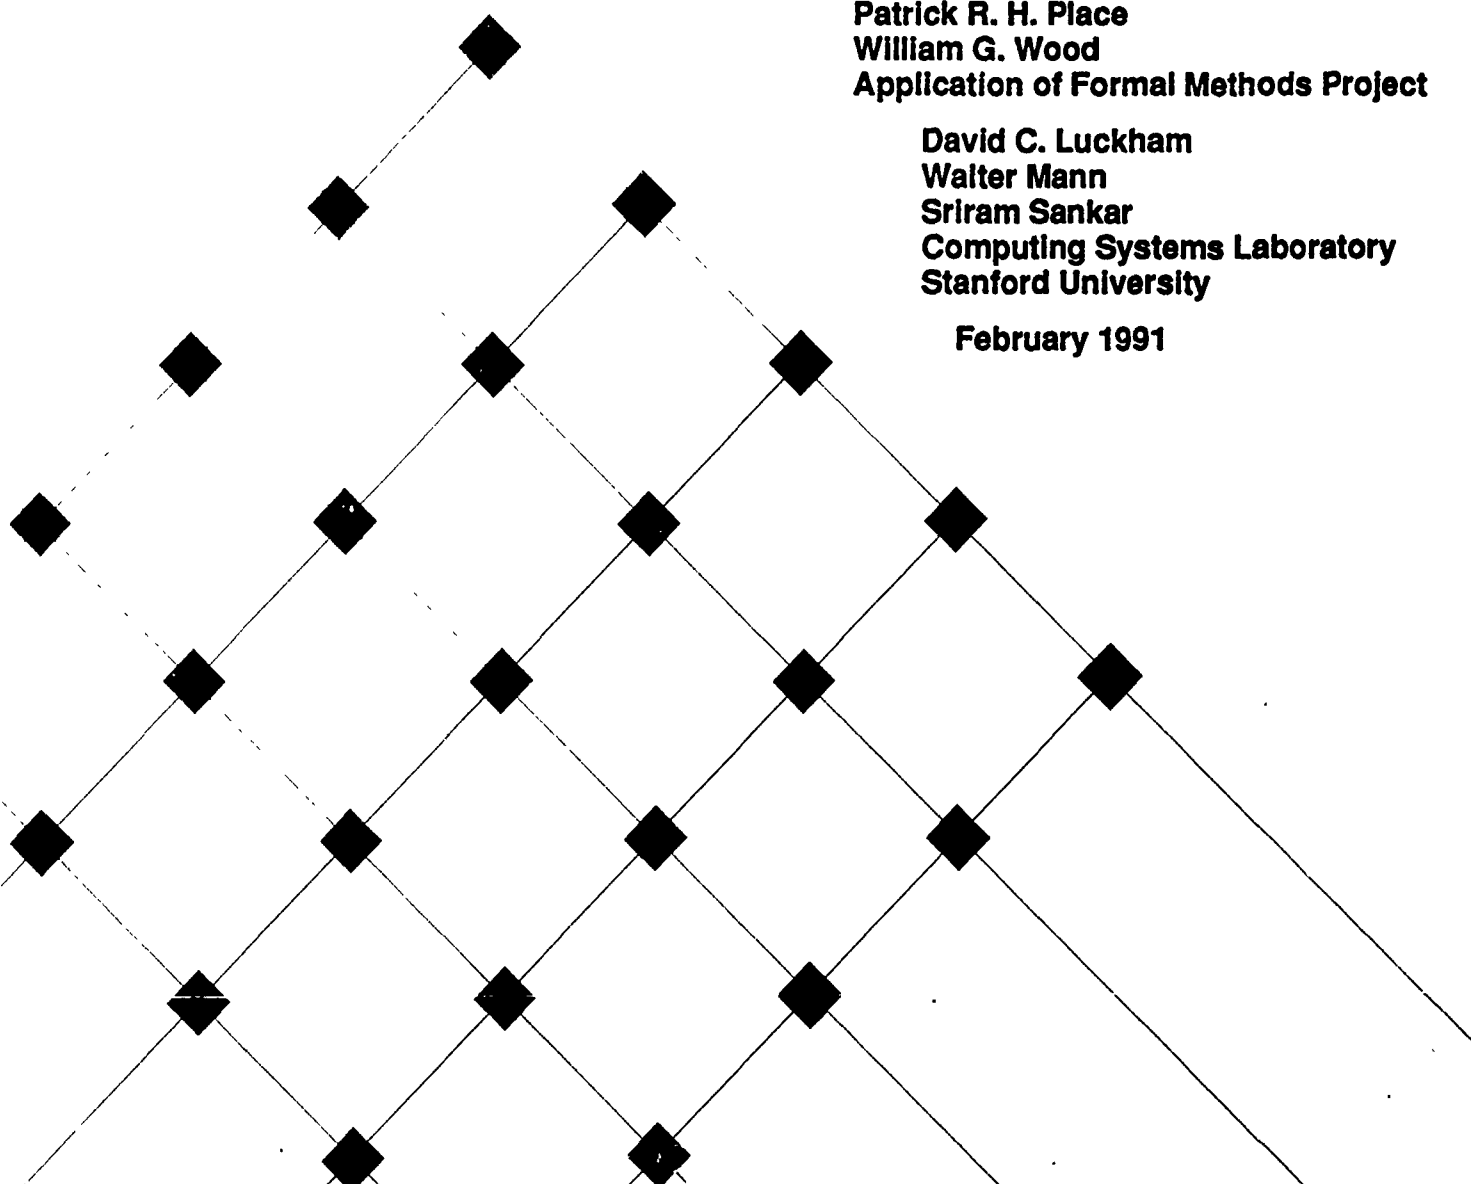 Patrick R. H. Place
William G. Wood
Application of Formal Methods Project
David C. Luckham
Walter Mann
Sriram Sankar
Computing Systems Laboratory
Stanford University
February 1991